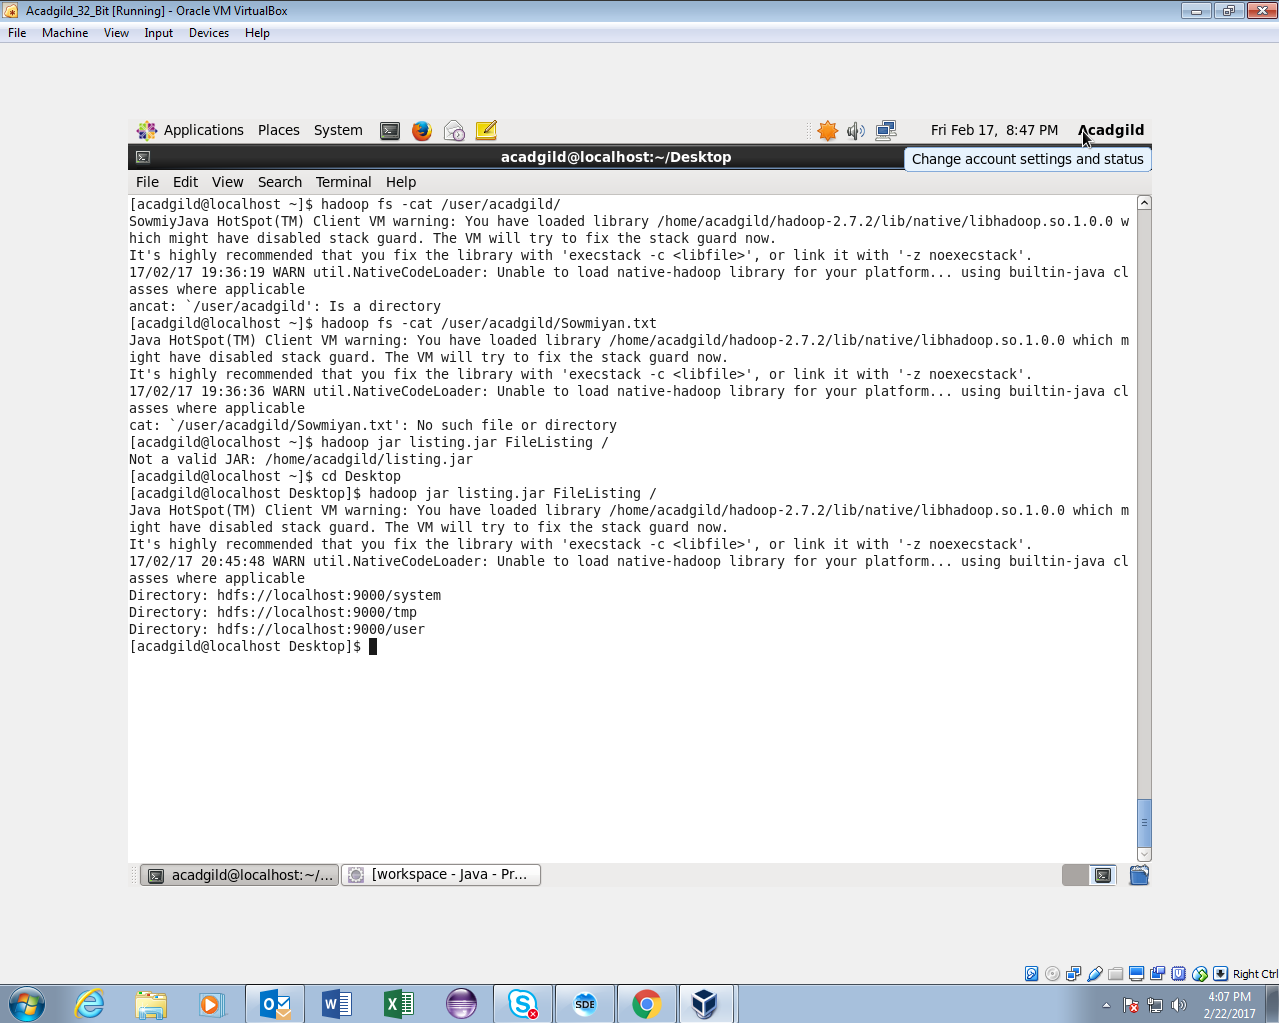 Acadgild_32_Bit [Running] - Oracle VM VirtualBox
File Machine View Input Devices Help
Applications Places System Fri Feb 17, 8:47 PM Acadgild
acadgild@localhost:~/Desktop
Change account settings and status
File Edit View Search Terminal Help
[acadgild@localhost ~]$ hadoop fs -cat /user/acadgild/
SowmiyJava HotSpot(TM) Client VM warning: You have loaded library /home/acadgild/hadoop-2.7.2/lib/native/libhadoop.so.1.0.0 w
hich might have disabled stack guard. The VM will try to fix the stack guard now.
It's highly recommended that you fix the library with 'execstack -c <libfile>', or link it with '-z noexecstack'.
17/02/17 19:36:19 WARN util.NativeCodeLoader: Unable to load native-hadoop library for your platform... using builtin-java cl
asses where applicable
ancat: `/user/acadgild': Is a directory
[acadgild@localhost ~]$ hadoop fs -cat /user/acadgild/Sowmiyan.txt
Java HotSpot(TM) Client VM warning: You have loaded library /home/acadgild/hadoop-2.7.2/lib/native/libhadoop.so.1.0.0 which m
ight have disabled stack guard. The VM will try to fix the stack guard now.
It's highly recommended that you fix the library with 'execstack -c <libfile>', or link it with '-z noexecstack'.
17/02/17 19:36:36 WARN util.NativeCodeLoader: Unable to load native-hadoop library for your platform... using builtin-java cl
asses where applicable
cat: `/user/acadgild/Sowmiyan.txt': No such file or directory
[acadgild@localhost ~]$ hadoop jar listing.jar FileListing /
Not a valid JAR: /home/acadgild/listing.jar
[acadgild@localhost ~]$ cd Desktop
[acadgild@localhost Desktop]$ hadoop jar listing.jar FileListing /
Java HotSpot(TM) Client VM warning: You have loaded library /home/acadgild/hadoop-2.7.2/lib/native/libhadoop.so.1.0.0 which m
ight have disabled stack guard. The VM will try to fix the stack guard now.
It's highly recommended that you fix the library with 'execstack -c <libfile>', or link it with '-z noexecstack'.
17/02/17 20:45:48 WARN util.NativeCodeLoader: Unable to load native-hadoop library for your platform... using builtin-java cl
asses where applicable
Directory: hdfs://localhost:9000/system
Directory: hdfs://localhost:9000/tmp
Directory: hdfs://localhost:9000/user
[acadgild@localhost Desktop]$
acadgild@localhost:~/... [workspace - Java - Pr...
Right Ctrl
SDE
4:07 PM
2/22/2017